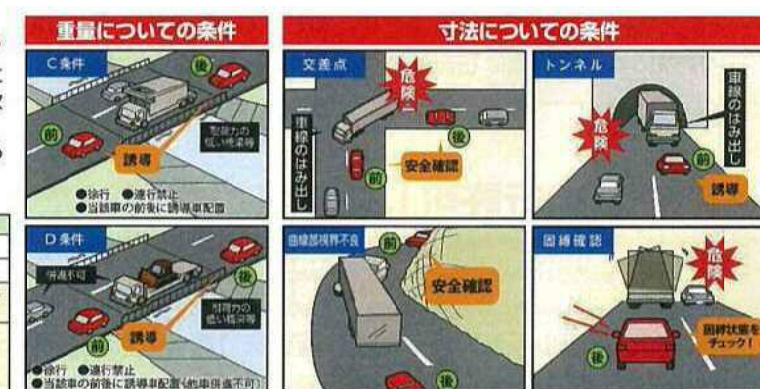 重量についての条件
C条件
後
前
誘導
耐荷力の
低い橋梁等
●徐行 ●連行禁止
●当該車の前後に誘導車配置
D条件
併進不可
後
耐荷力の
低い橋梁等
誘導
前
●徐行 ●連行禁止
●当該車の前後に誘導車配置(他車併進不可)
寸法についての条件
交差点
危険
車線のはみ出し
後
前
安全確認
トンネル
車線のはみ出し
危険
前
誘導
曲線部視界不良
前
安全確認
後
固縛確認
危険
固縛状態を
チェック!
後